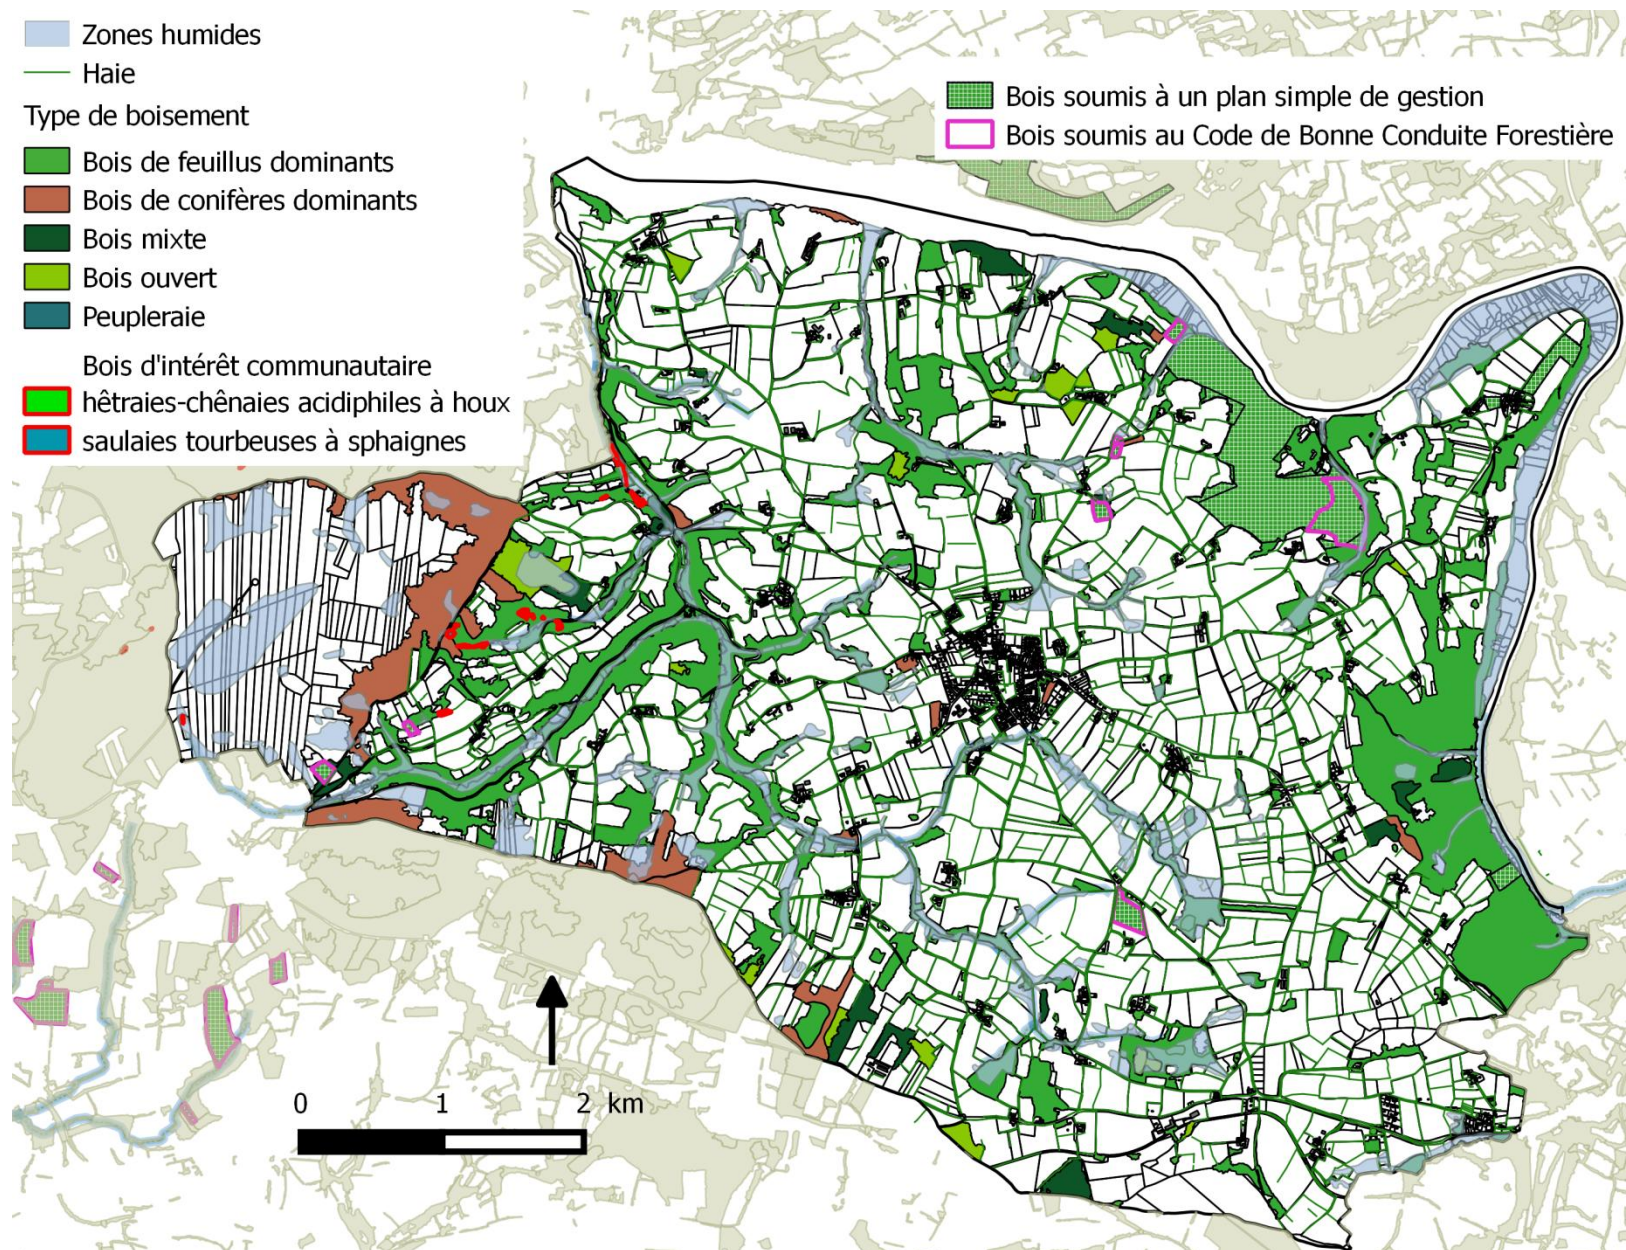 Zones humides
Haie
Type de boisement
Bois de feuillus dominants
Bois de conifères dominants
Bois mixte
Bois ouvert
Peupleraie
Bois d'intérêt communautaire
hêtraies-chênaies acidiphiles à houx
saulaies tourbeuses à sphaignes
Bois soumis à un plan simple de gestion
Bois soumis au Code de Bonne Conduite Forestière
0 1 2 km